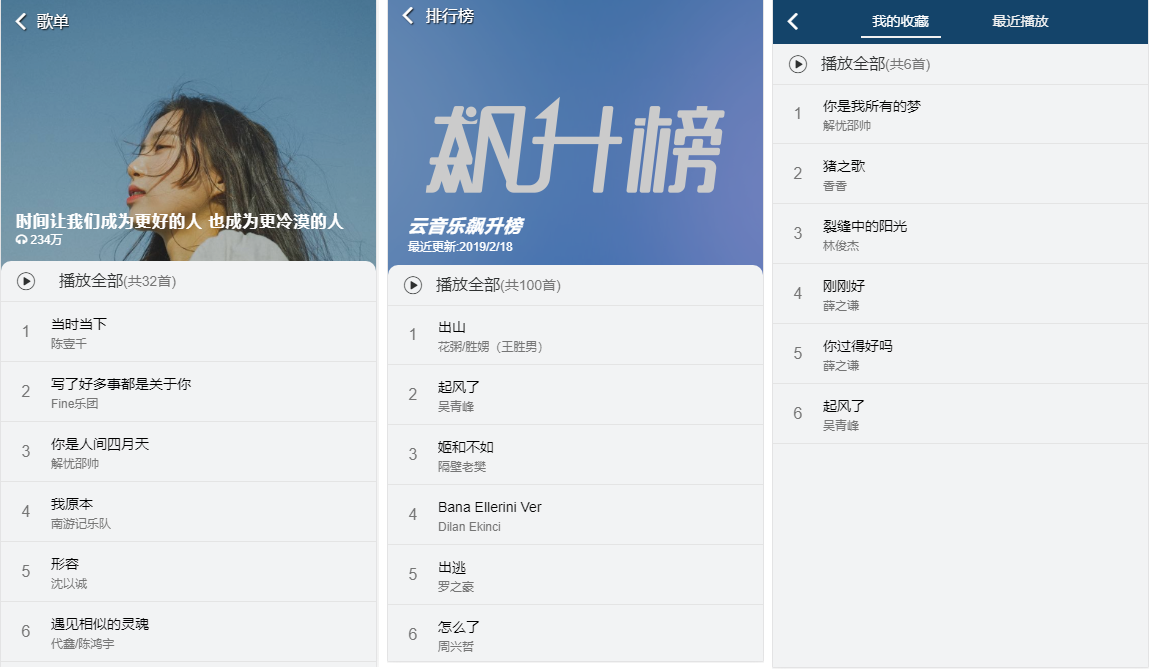 歌单
时间让我们成为更好的人 也成为更冷漠的人
234万
播放全部(共32首)
1
当时当下
陈壹千
2
写了好多事都是关于你
Fine乐团
3
你是人间四月天
解忧邵帅
4
我原本
南游记乐队
5
形容
沈以诚
6
遇见相似的灵魂
代鑫/陈鸿宇
排行榜
飙升榜
云音乐飙升榜
最近更新:2019/2/18
播放全部(共100首)
1
出山
花粥/胜娚（王胜男）
2
起风了
吴青峰
3
姬和不如
隔壁老樊
4
Bana Ellerini Ver
Dilan Ekinci
5
出逃
罗之豪
6
怎么了
周兴哲
我的收藏 最近播放
播放全部(共6首)
1
你是我所有的梦
解忧邵帅
2
猪之歌
香香
3
裂缝中的阳光
林俊杰
4
刚刚好
薛之谦
5
你过得好吗
薛之谦
6
起风了
吴青峰